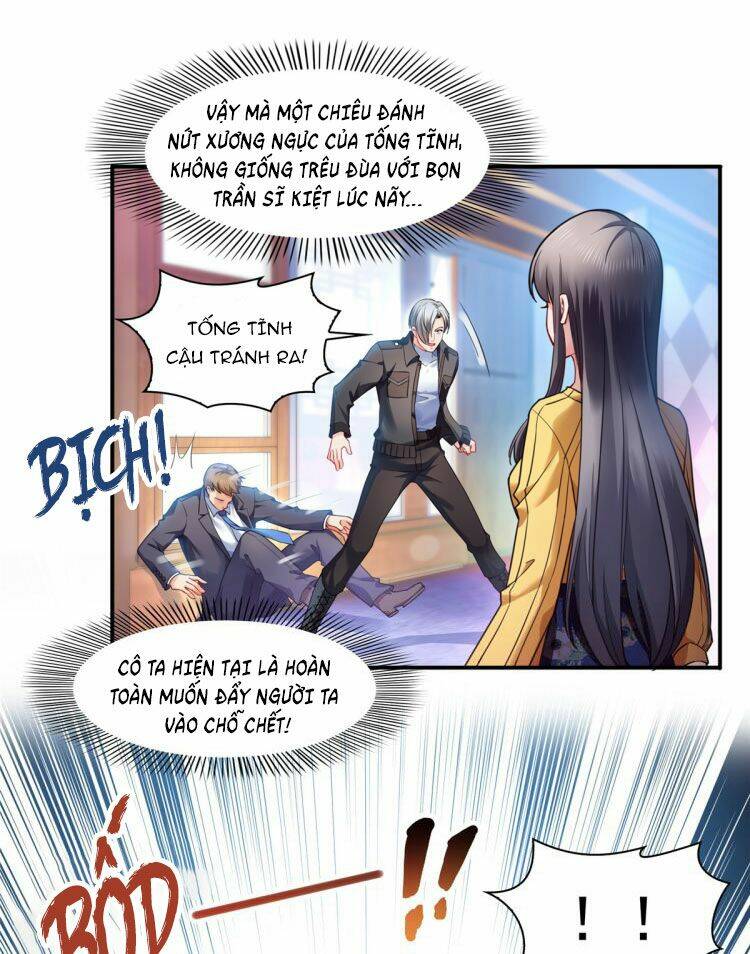 VẬY MÀ MỘT CHIÊU ĐÁNH
NỨT XƯƠNG NGỰC CỦA TỐNG TĨNH,
KHÔNG GIỐNG TRÊU ĐÙA VỚI BỌN
TRẦN SĨ KIỆT LÚC NÃY...
TỐNG TĨNH
CẬU TRÁNH RA!
BỊCH!
CÔ TA HIỆN TẠI LÀ HOÀN
TOÀN MUỐN ĐẨY NGƯỜI TA
VÀO CHỖ CHẾT!
BỐP
!!
! !